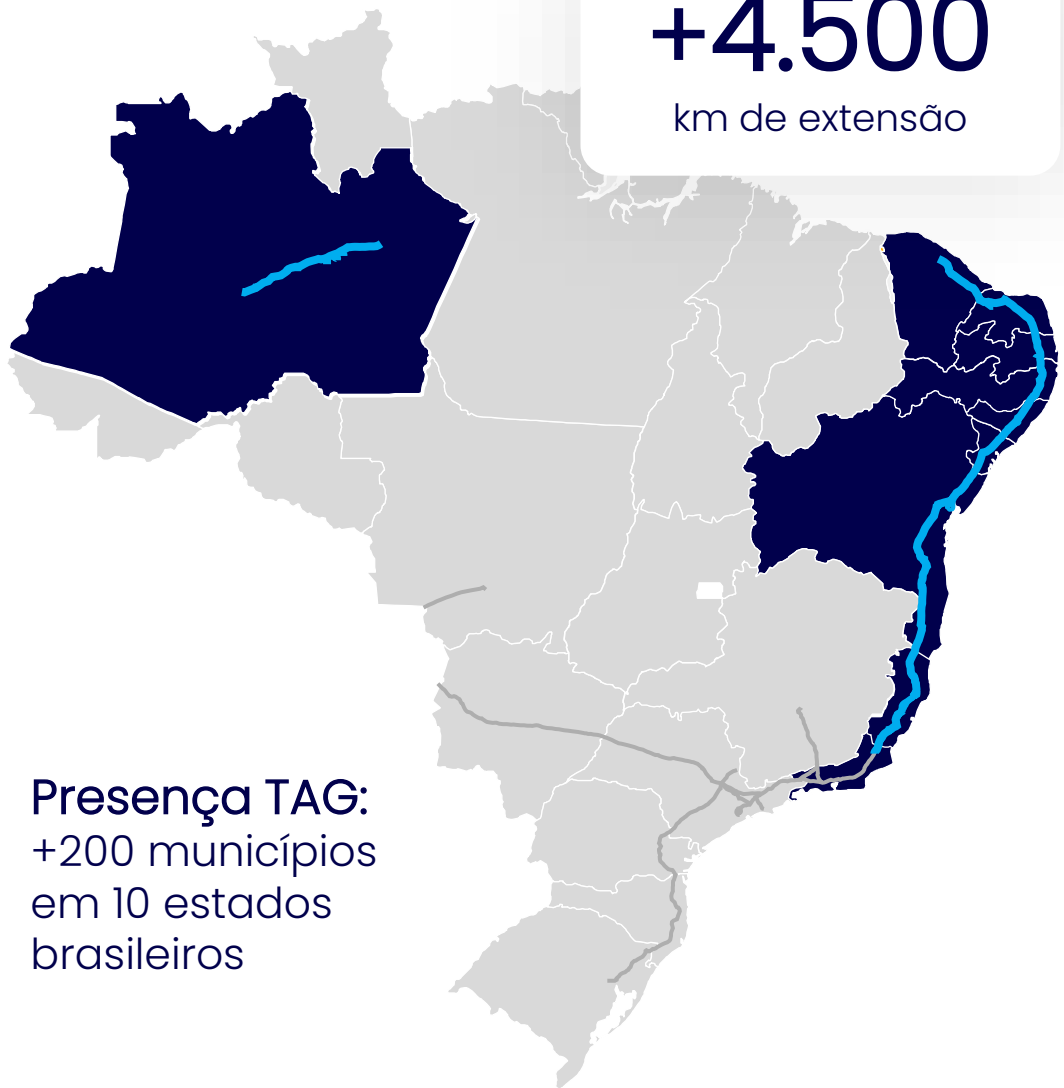 +4.500
km de extensão
Presença TAG:
+200 municípios
em 10 estados
brasileiros